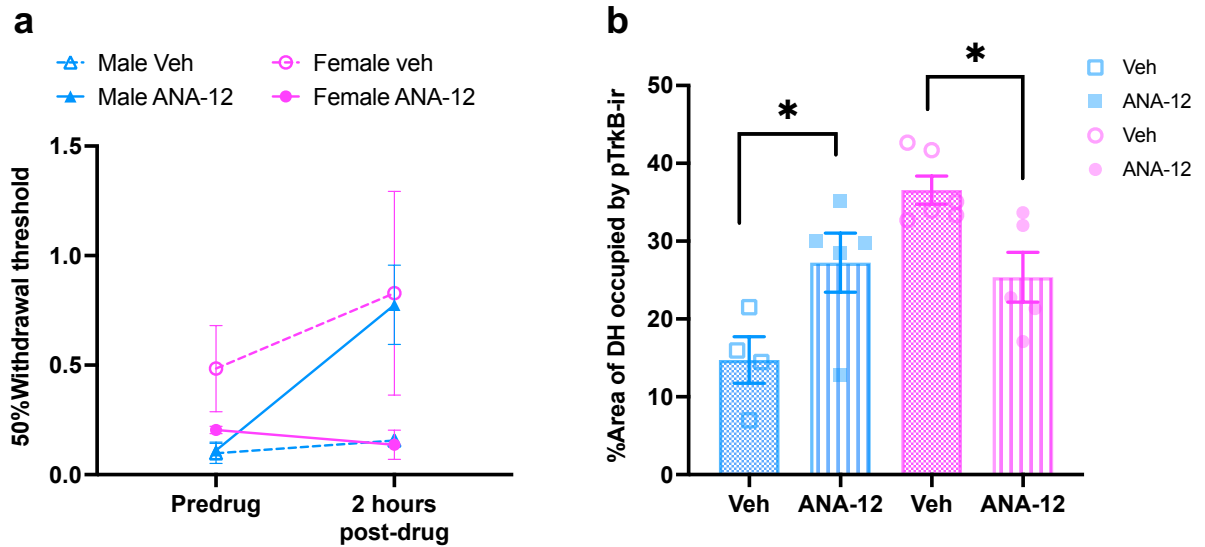 a
Male Veh
Female veh
Male ANA-12
Female ANA-12
50%Withdrawal threshold
1.5
1.0
0.5
0.0
Predrug
2 hours
post-drug
b
%Area of DH occupied by pTrkB-ir
50
40
30
20
10
0
*
*
Veh
ANA-12
Veh
ANA-12
Veh
ANA-12
Veh
ANA-12